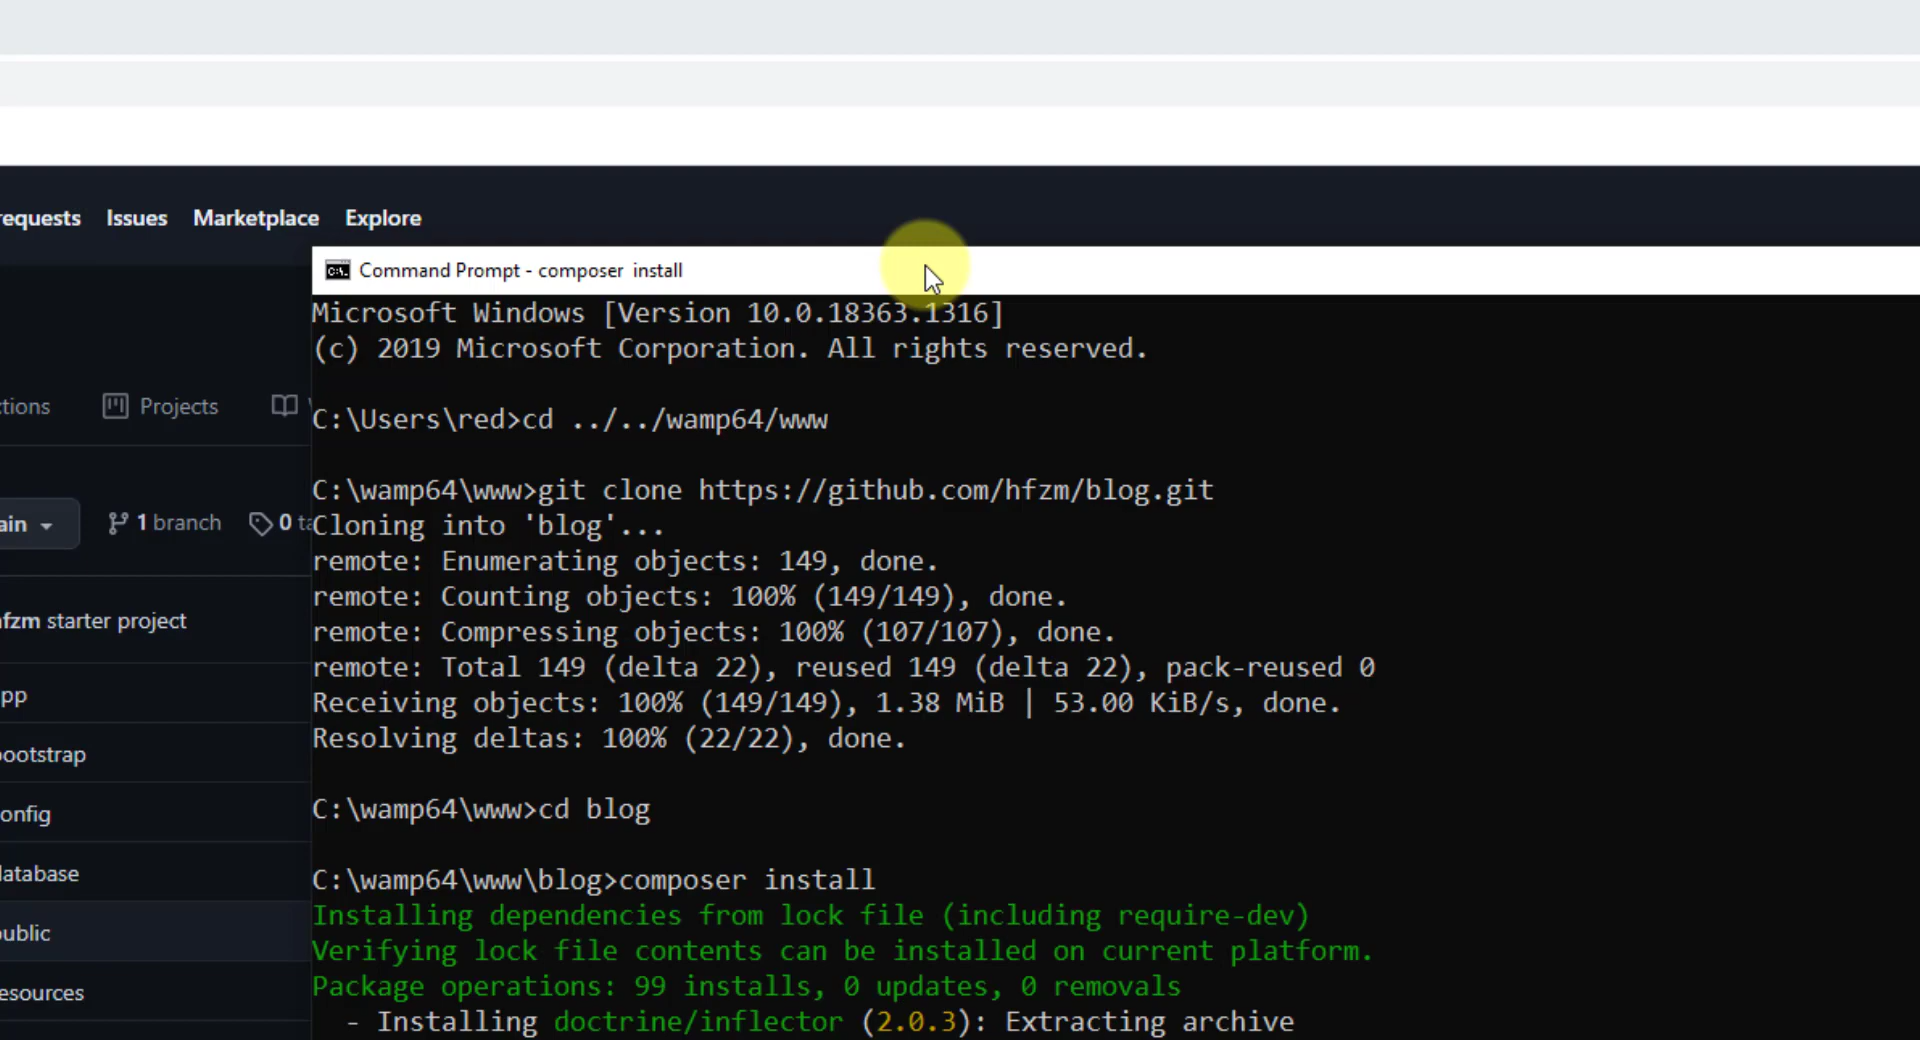 requests Issues Marketplace Explore
Command Prompt - composer install
Microsoft Windows [Version 10.0.18363.1316]
(c) 2019 Microsoft Corporation. All rights reserved.
ctions Projects
C:\Users\red>cd ../../wamp64/www
C:\wamp64\www>git clone https://github.com/hfzm/blog.git
ain 1 branch 0 ta
Cloning into 'blog'...
remote: Enumerating objects: 149, done.
remote: Counting objects: 100% (149/149), done.
fzm starter project
remote: Compressing objects: 100% (107/107), done.
remote: Total 149 (delta 22), reused 149 (delta 22), pack-reused 0
pp
Receiving objects: 100% (149/149), 1.38 MiB | 53.00 KiB/s, done.
Resolving deltas: 100% (22/22), done.
ootstrap
C:\wamp64\www>cd blog
onfig
atabase
C:\wamp64\www\blog>composer install
Installing dependencies from lock file (including require-dev)
ublic
Verifying lock file contents can be installed on current platform.
Package operations: 99 installs, 0 updates, 0 removals
esources
- Installing doctrine/inflector (2.0.3): Extracting archive